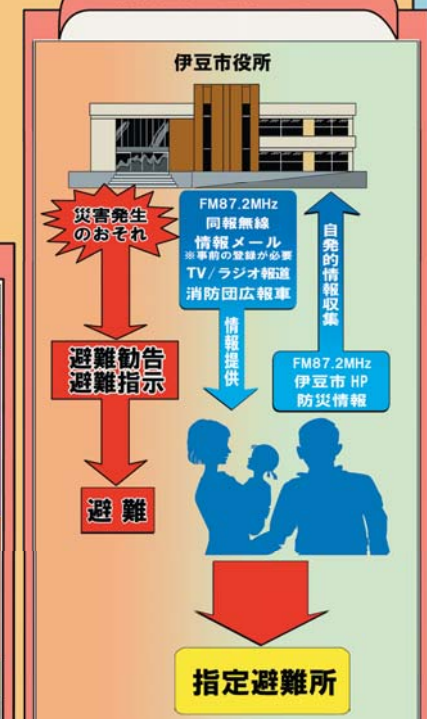 伊豆市役所
災害発生
のおそれ
避難勧告
避難指示
避難
FM87.2MHz
同報無線
情報メール
※事前の登録が必要
TV/ラジオ報道
消防団広報車
情報提供
自発的情報収集
FM87.2MHz
伊豆市 HP
防災情報
指定避難所